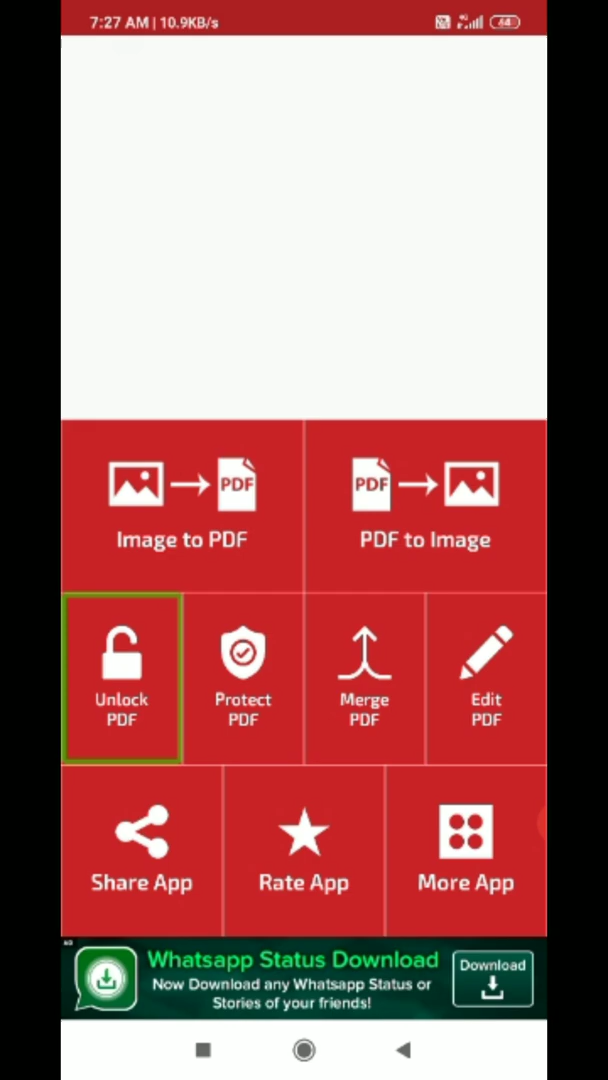 7:27 AM | 10.9KB/s
4G
64
PDF
PDF
Image to PDF
PDF to Image
Unlock
PDF
Protect
PDF
Merge
PDF
Edit
PDF
Share App
Rate App
More App
Whatsapp Status Download
Now Download any Whatsapp Status or
Stories of your friends!
Download